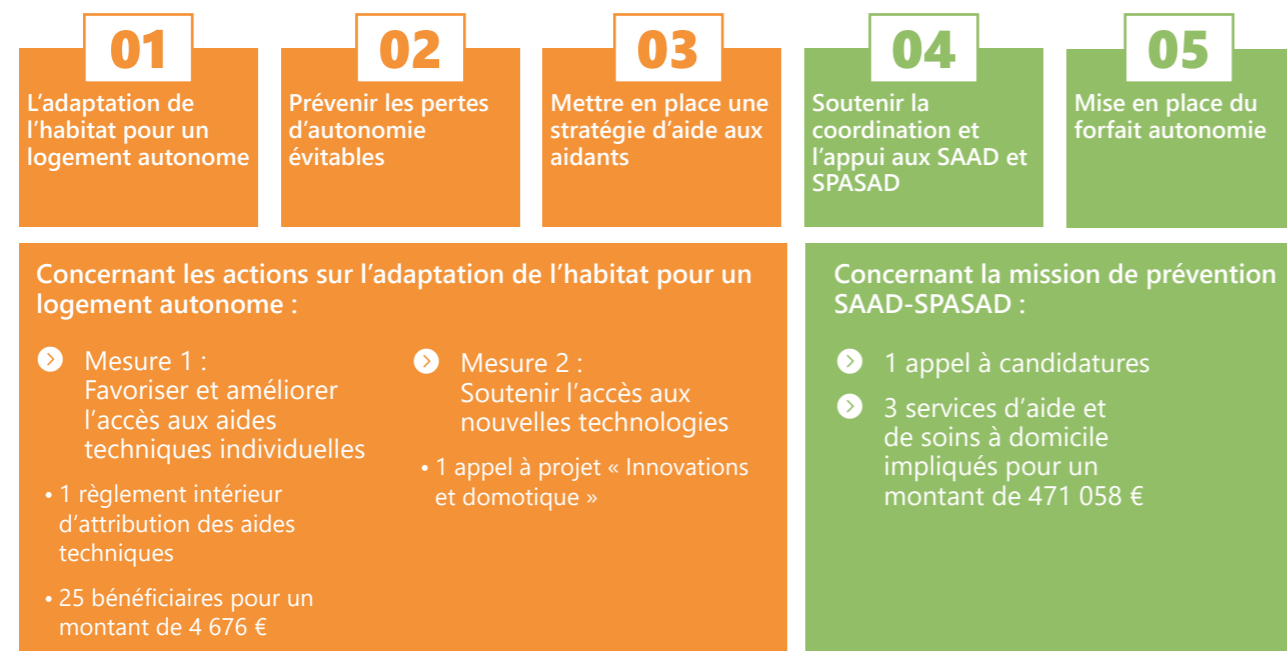 01
L’adaptation de
l’habitat pour un
logement autonome
02
Prévenir les pertes
d’autonomie
évitables
03
Mettre en place une
stratégie d’aide aux
aidants
04
Soutenir la
coordination et
l’appui aux SAAD et
SPASAD
05
Mise en place du
forfait autonomie
Concernant les actions sur l’adaptation de l’habitat pour un
logement autonome :
Mesure 1 :
Favoriser et améliorer
l’accès aux aides
techniques individuelles
• 1 règlement intérieur
d’attribution des aides
techniques
• 25 bénéficiaires pour un
montant de 4 676 €
Mesure 2 :
Soutenir l’accès aux
nouvelles technologies
• 1 appel à projet « Innovations
et domotique »
Concernant la mission de prévention
SAAD-SPASAD :
1 appel à candidatures
3 services d’aide et
de soins à domicile
impliqués pour un
montant de 471 058 €